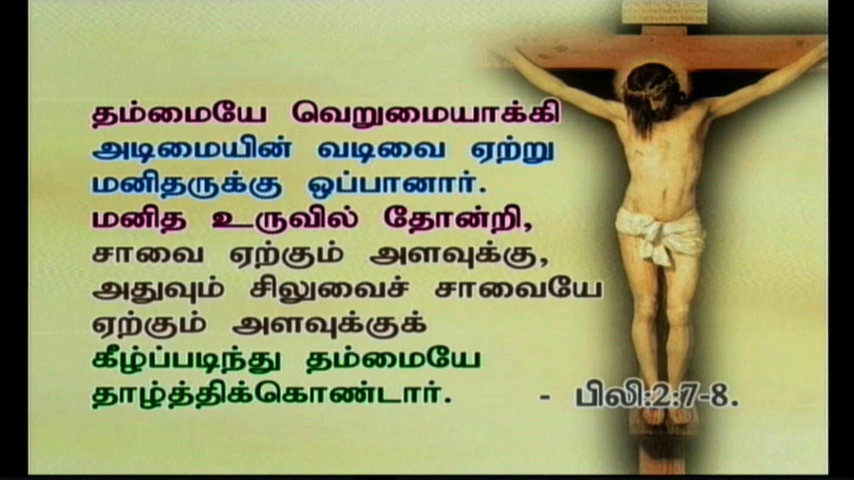 தம்மையே வெறுமையாக்கி
அடிமையின் வடிவை ஏற்று
மனிதருக்கு ஒப்பானார்.
மனித உருவில் தோன்றி,
சாவை ஏற்கும் அளவுக்கு,
அதுவும் சிலுவைச் சாவையே
ஏற்கும் அளவுக்குக்
கீழ்ப்படிந்து தம்மையே
தாழ்த்திக்கொண்டார். - பிலி:2:7-8.